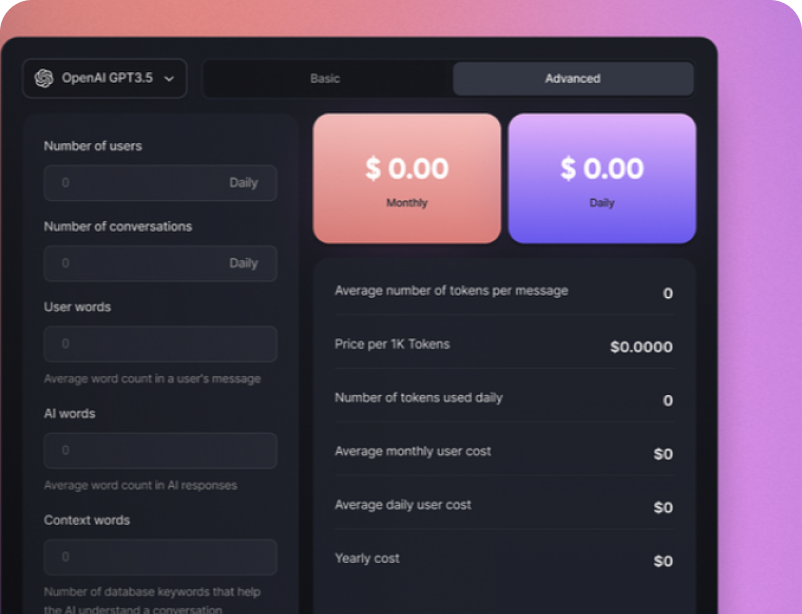 OpenAI GPT3.5
Basic
Advanced
Number of users
0 Daily
Number of conversations
0 Daily
User words
0
Average word count in a user's message
AI words
0
Average word count in AI responses
Context words
0
Number of database keywords that help
the AI understand a conversation
$ 0.00
Monthly
$ 0.00
Daily
Average number of tokens per message 0
Price per 1K Tokens $0.0000
Number of tokens used daily 0
Average monthly user cost $0
Average daily user cost $0
Yearly cost $0